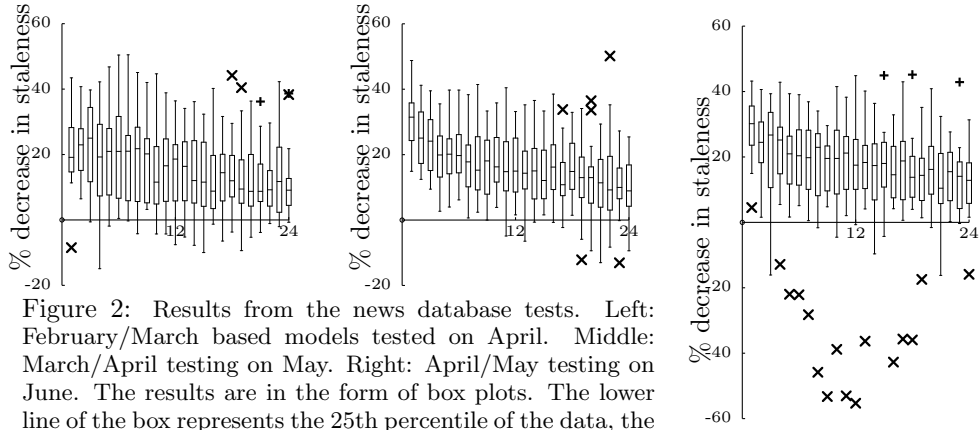 60
40
20
-20
12
24
% decrease in staleness
60
40
20
-20
12
24
% decrease in staleness
60
40
20
-20
-40
-60
12
24
% decrease in staleness
Figure 2: Results from the news database tests. Left:
February/March based models tested on April. Middle:
March/April testing on May. Right: April/May testing on
June. The results are in the form of box plots. The lower
line of the box represents the 25th percentile of the data, the